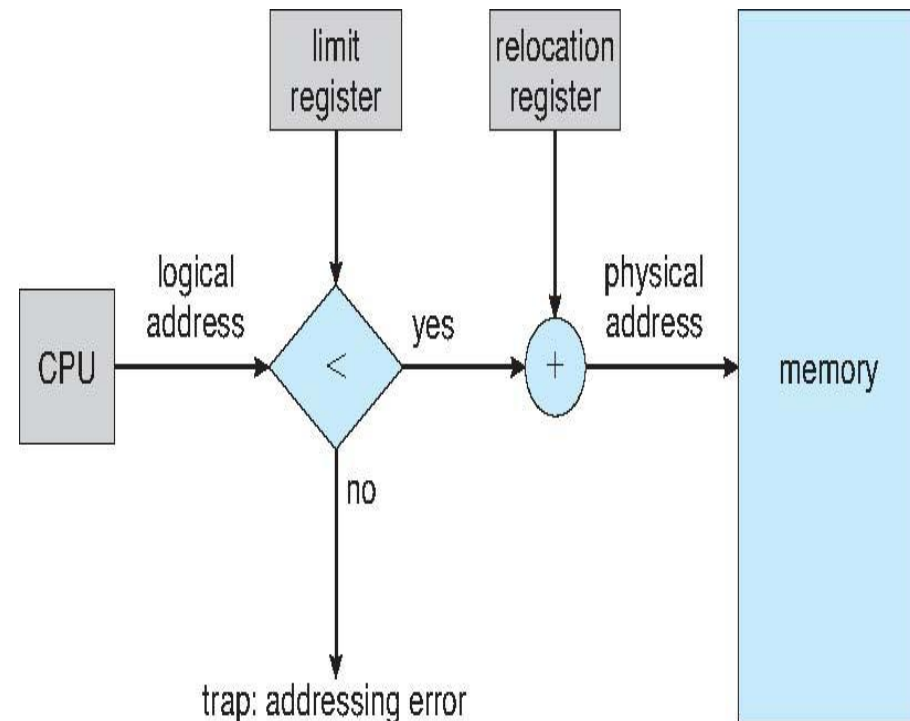 limit
register
relocation
register
logical
address
yes
physical
address
CPU
<
+
memory
no
trap: addressing error